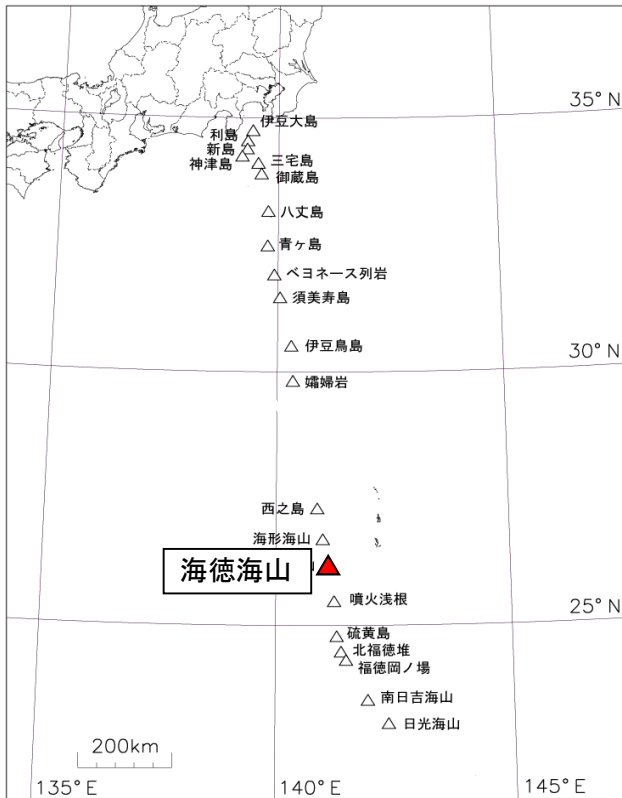 35°N
伊豆大島
利島
新島
神津島
三宅島
御蔵島
八丈島
青ヶ島
ベヨネース列岩
須美寿島
伊豆鳥島
30°N
孀婦岩
西之島
海形海山
海徳海山
噴火浅根
25°N
硫黄島
北福徳堆
福徳岡ノ場
南日吉海山
日光海山
200km
135°E
140°E
145°E